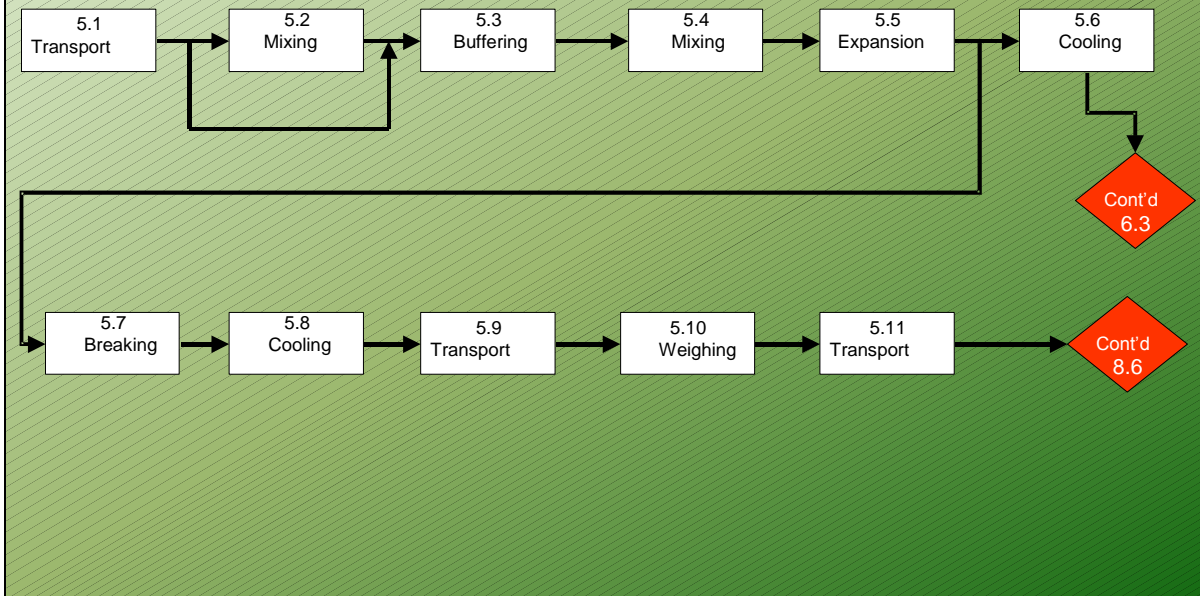 5.1
Transport
5.2
Mixing
5.3
Buffering
5.4
Mixing
5.5
Expansion
5.6
Cooling
Cont’d
6.3
5.7
Breaking
5.8
Cooling
5.9
Transport
5.10
Weighing
5.11
Transport
Cont’d
8.6